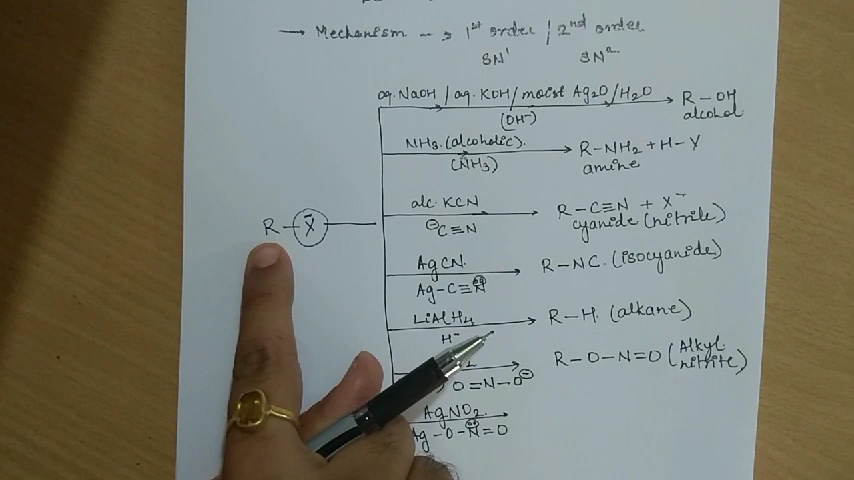 → Mechanism → 1st order / 2nd order
SN1 SN2
aq.NaOH / aq.KOH / moist Ag2O / H2O
(OH-)
R-OH
alcohol
NH3.(alcoholic).
(N̈H3)
R-NH2 + H-X
amine
alc.KCN
⊖C≡N
R-C≡N + X-
cyanide (nitrile)
R-X
AgCN.
Ag-C≡N̈
R-NC. (isocyanide)
LiAlH4
H-
R-H. (alkane)
O=N-O⊖
R-O-N=O (Alkyl
nitrite)
AgNO2.
Ag-O-N̈=O